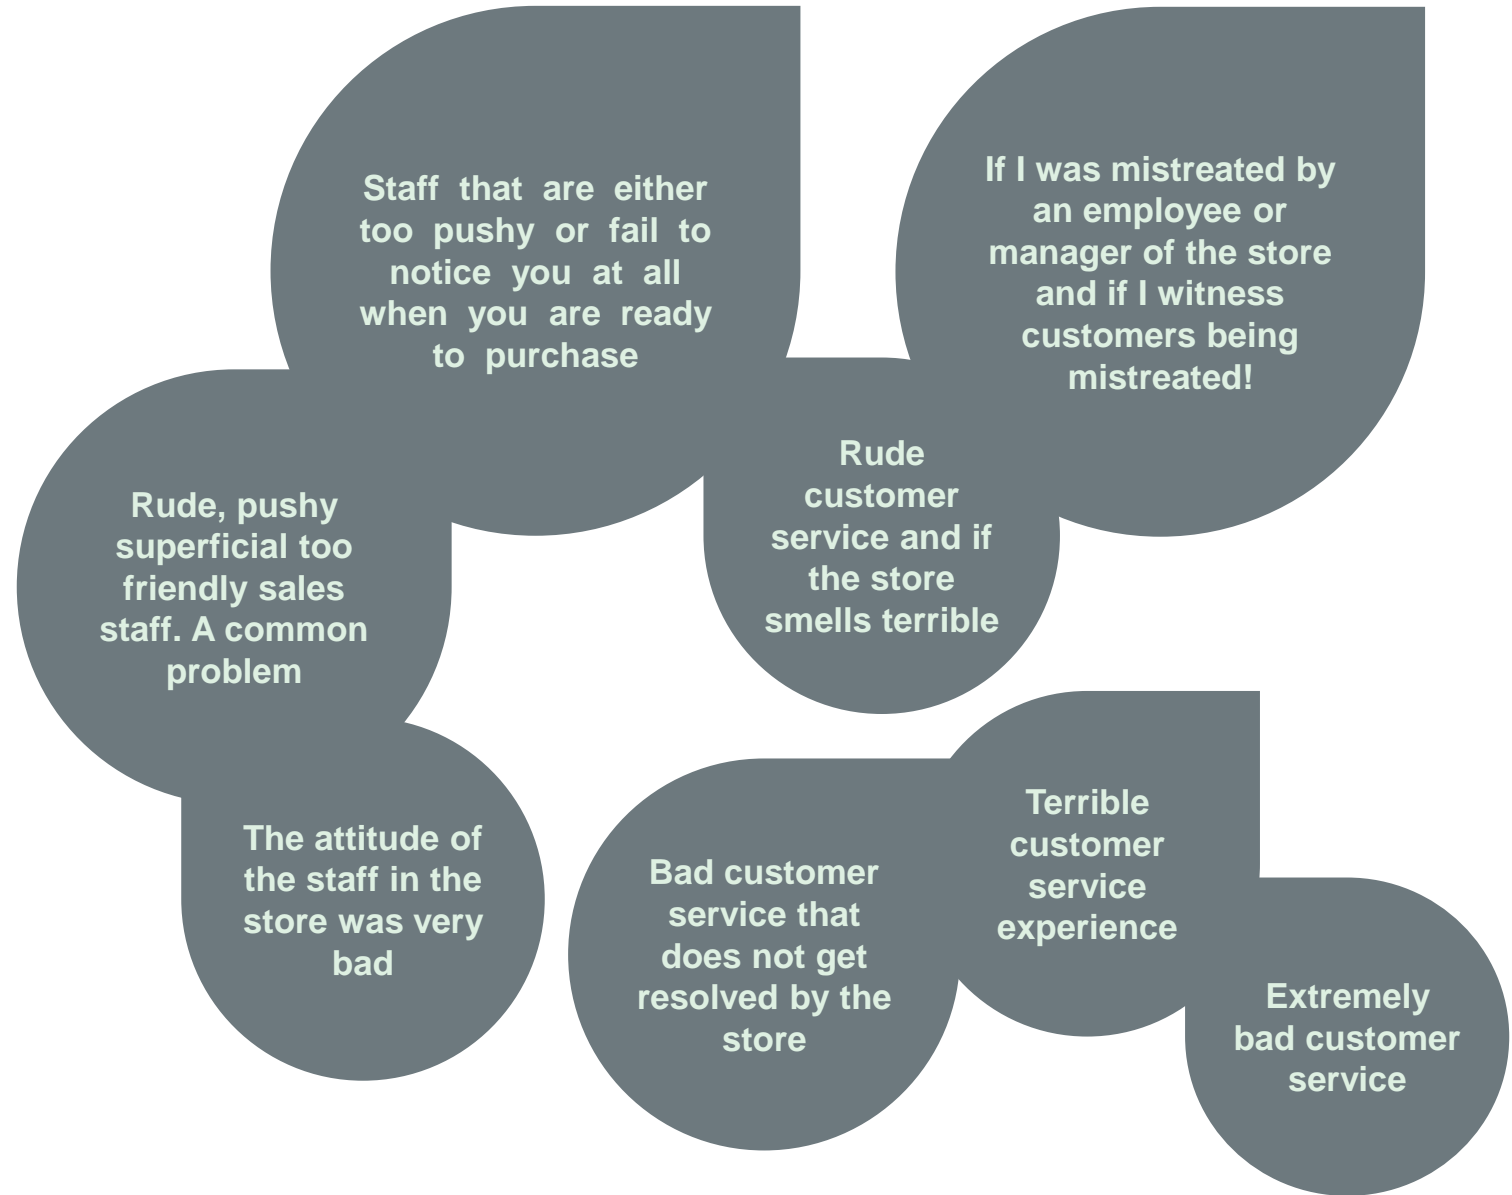 Staff that are either
too pushy or fail to
notice you at all
when you are ready
to purchase
If I was mistreated by
an employee or
manager of the store
and if I witness
customers being
mistreated!
Rude, pushy
superficial too
friendly sales
staff. A common
problem
Rude
customer
service and if
the store
smells terrible
The attitude of
the staff in the
store was very
bad
Bad customer
service that
does not get
resolved by the
store
Terrible
customer
service
experience
Extremely
bad customer
service